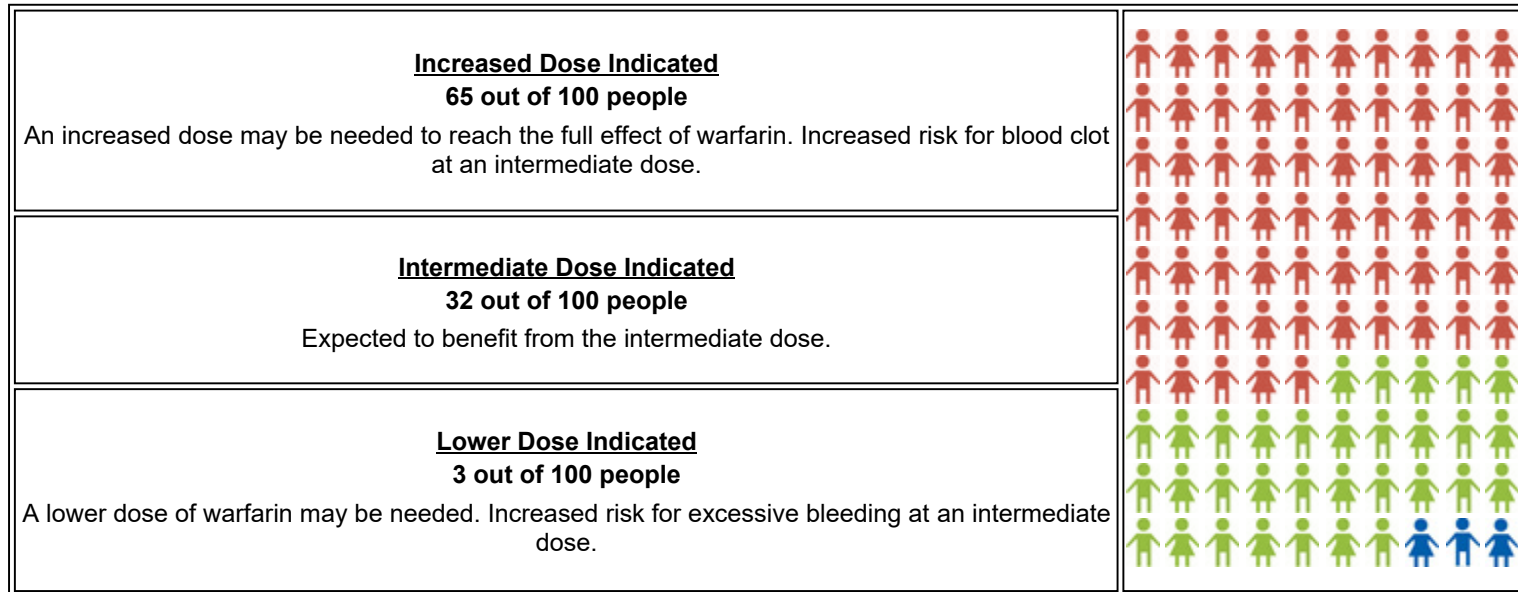 Increased Dose Indicated
65 out of 100 people
An increased dose may be needed to reach the full effect of warfarin. Increased risk for blood clot
at an intermediate dose.
Intermediate Dose Indicated
32 out of 100 people
Expected to benefit from the intermediate dose.
Lower Dose Indicated
3 out of 100 people
A lower dose of warfarin may be needed. Increased risk for excessive bleeding at an intermediate
dose.